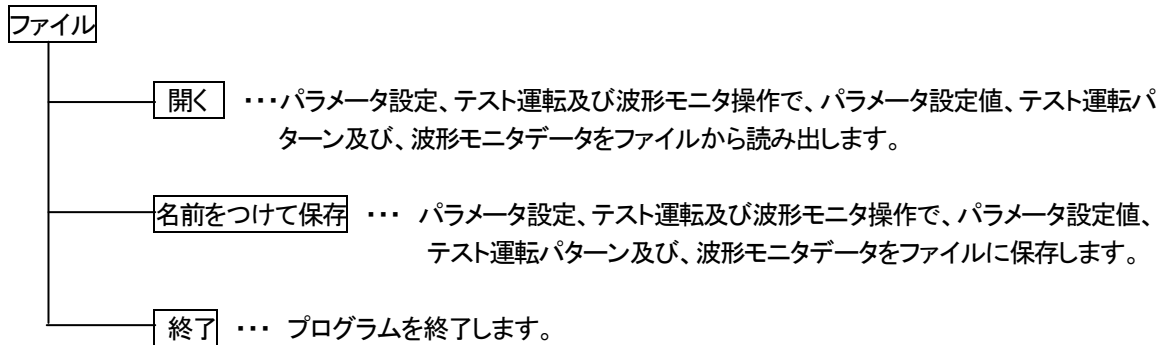 ファイル
開く ・・・パラメータ設定、テスト運転及び波形モニタ操作で、パラメータ設定値、テスト運転パ
ターン及び、波形モニタデータをファイルから読み出します。
名前をつけて保存 ・・・ パラメータ設定、テスト運転及び波形モニタ操作で、パラメータ設定値、
テスト運転パターン及び、波形モニタデータをファイルに保存します。
終了 ・・・ プログラムを終了します。